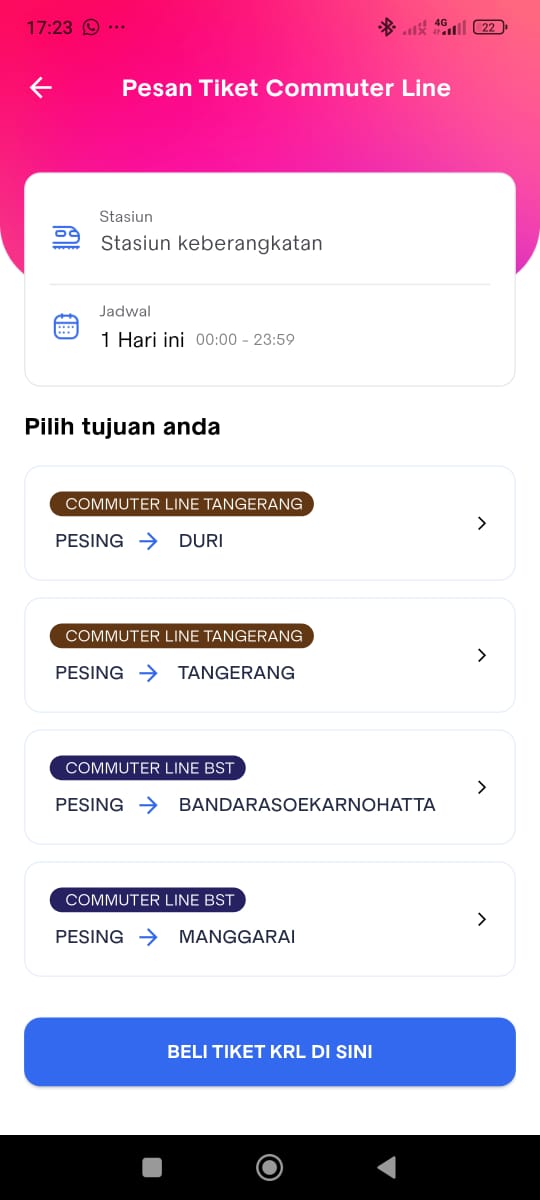 17:23
4G 22
Pesan Tiket Commuter Line
Stasiun
Stasiun keberangkatan
Jadwal
1 Hari ini 00:00 - 23:59
Pilih tujuan anda
COMMUTER LINE TANGERANG
PESING → DURI
COMMUTER LINE TANGERANG
PESING → TANGERANG
COMMUTER LINE BST
PESING → BANDARASOEKARNOHATTA
COMMUTER LINE BST
PESING → MANGGARAI
BELI TIKET KRL DI SINI